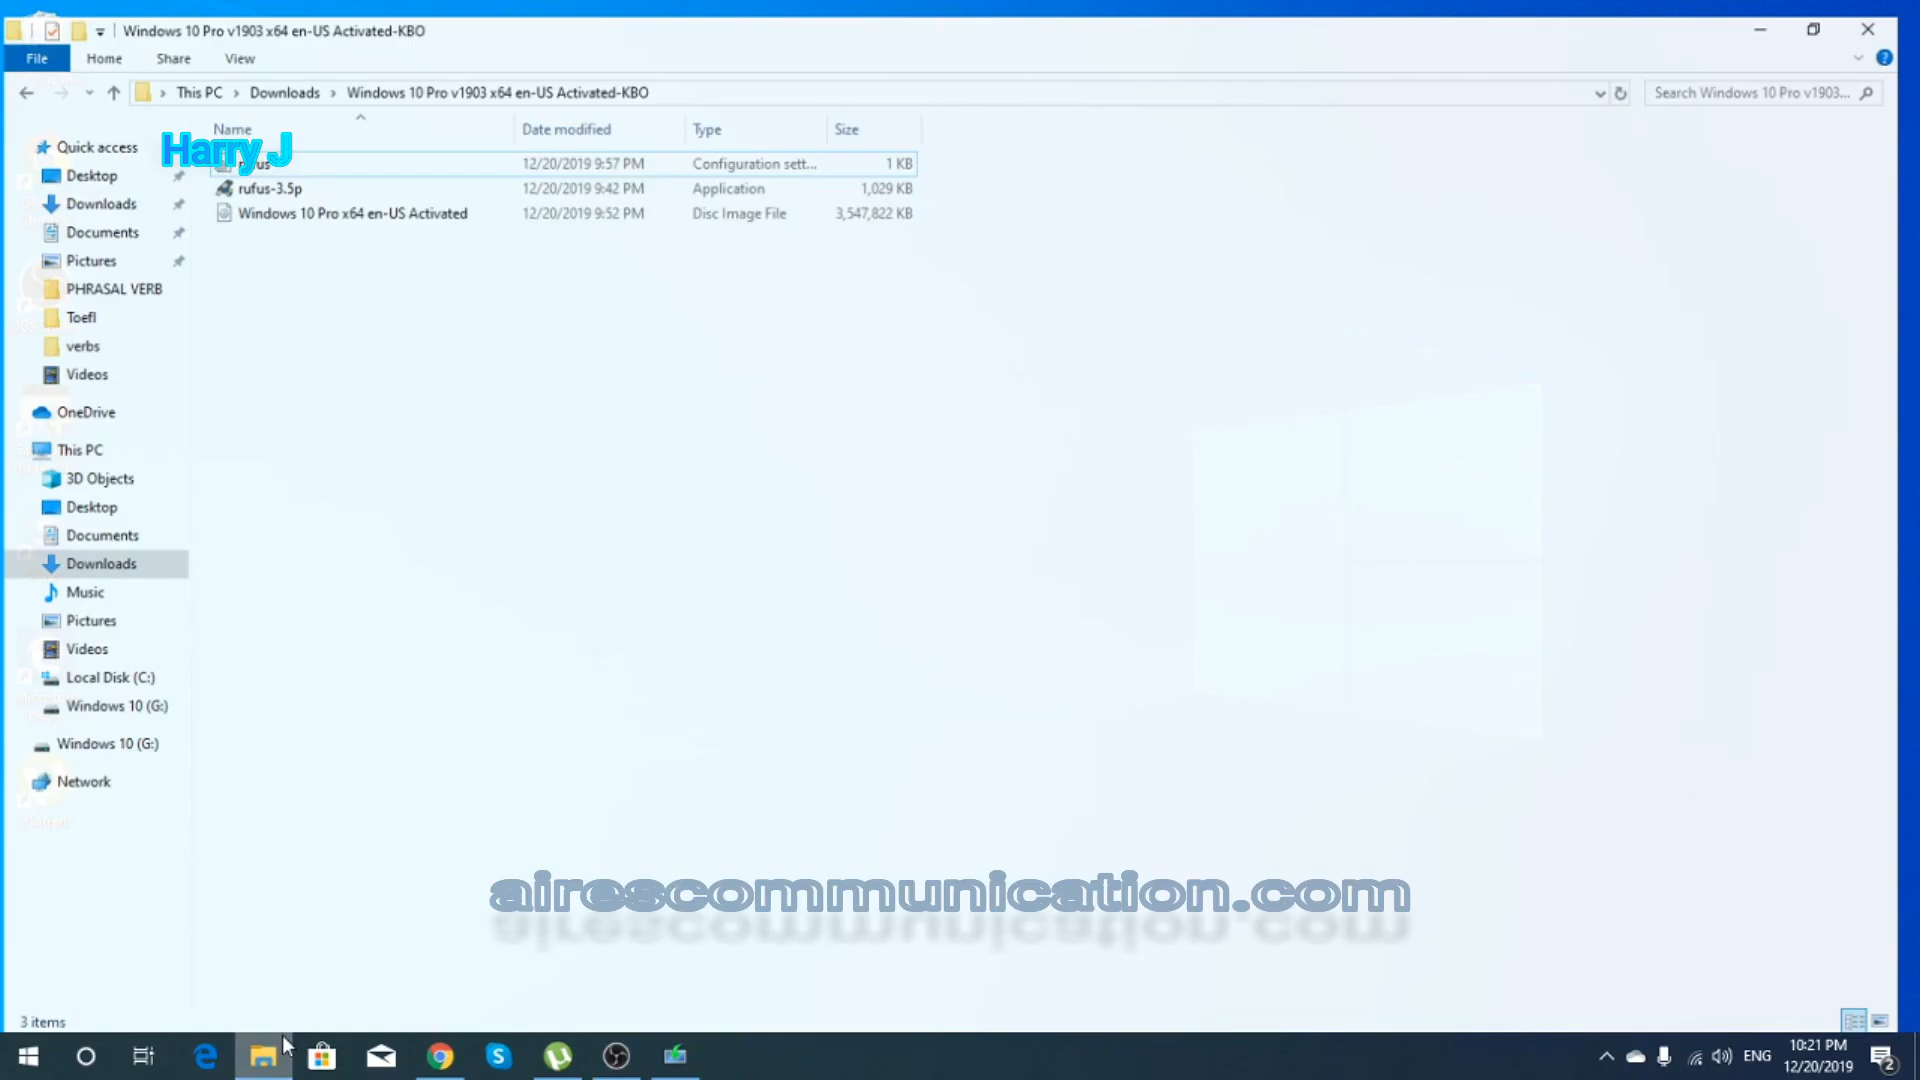 Windows 10 Pro v1903 x64 en-US Activated-KBO
File Home Share View
This PC Downloads Windows 10 Pro v1903 x64 en-US Activated-KBO
Search Windows 10 Pro v1903...
Name Date modified Type Size
Harry J
12/20/2019 9:57 PM Configuration sett... 1 KB
rufus-3.5p 12/20/2019 9:42 PM Application 1,029 KB
Windows 10 Pro x64 en-US Activated 12/20/2019 9:52 PM Disc Image File 3,547,822 KB
Quick access
Desktop
Downloads
Documents
Pictures
PHRASAL VERB
Toefl
verbs
Videos
OneDrive
This PC
3D Objects
Desktop
Documents
Downloads
Music
Pictures
Videos
Local Disk (C:)
Windows 10 (G:)
Windows 10 (G:)
Network
airescommunication.com
3 items
ENG
10:21 PM
12/20/2019
2